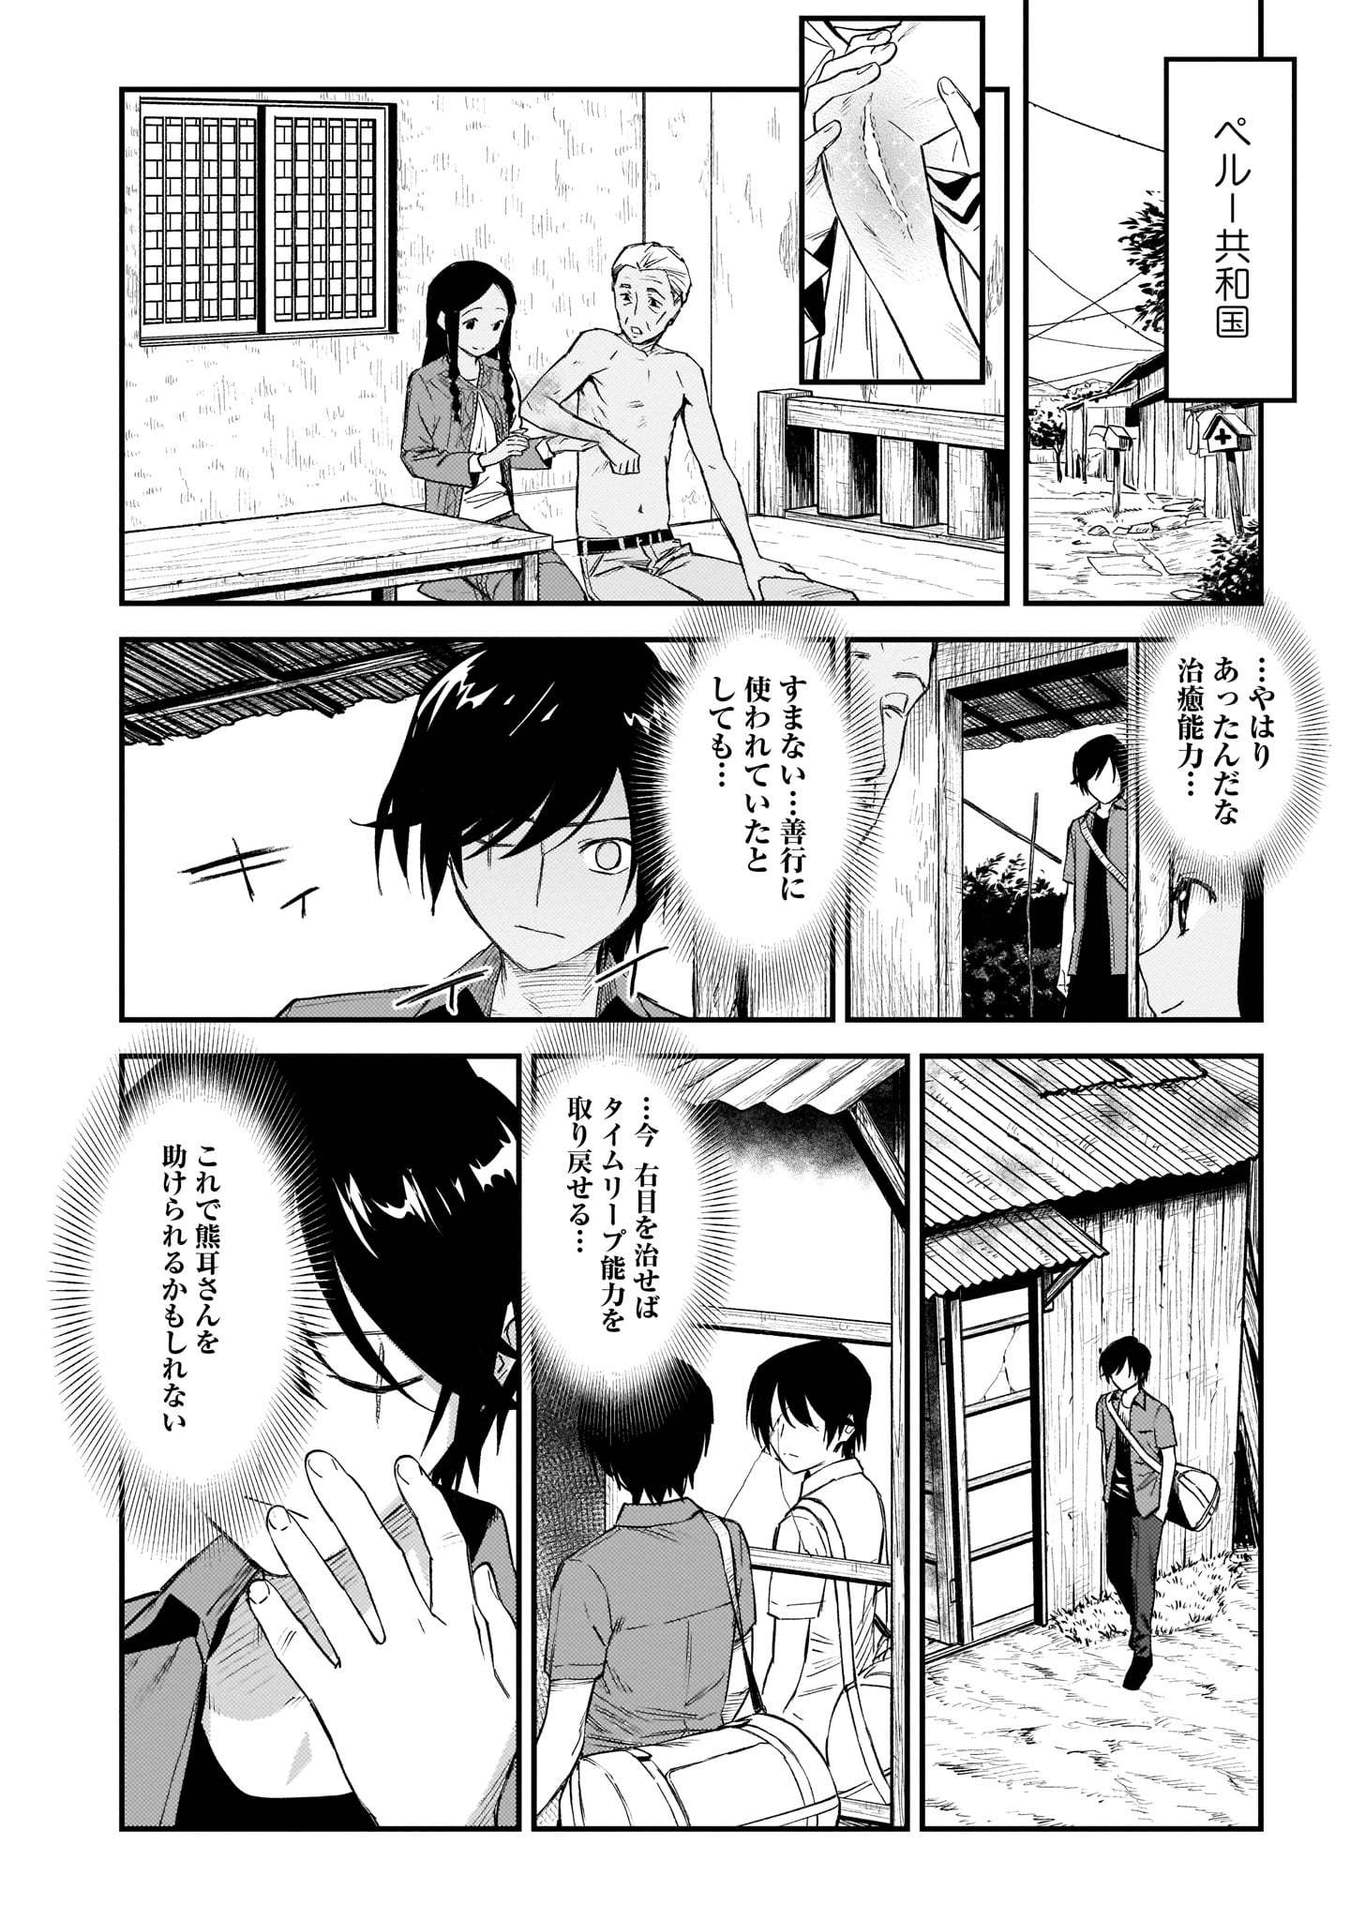 ペルー共和国
…やはり
あったんだな
治癒能力…
すまない…善行に
使われていたと
しても…
キィ
…今 右目を治せば
タイムリープ能力を
取り戻せる…
これで熊耳さんを
助けられるかもしれない